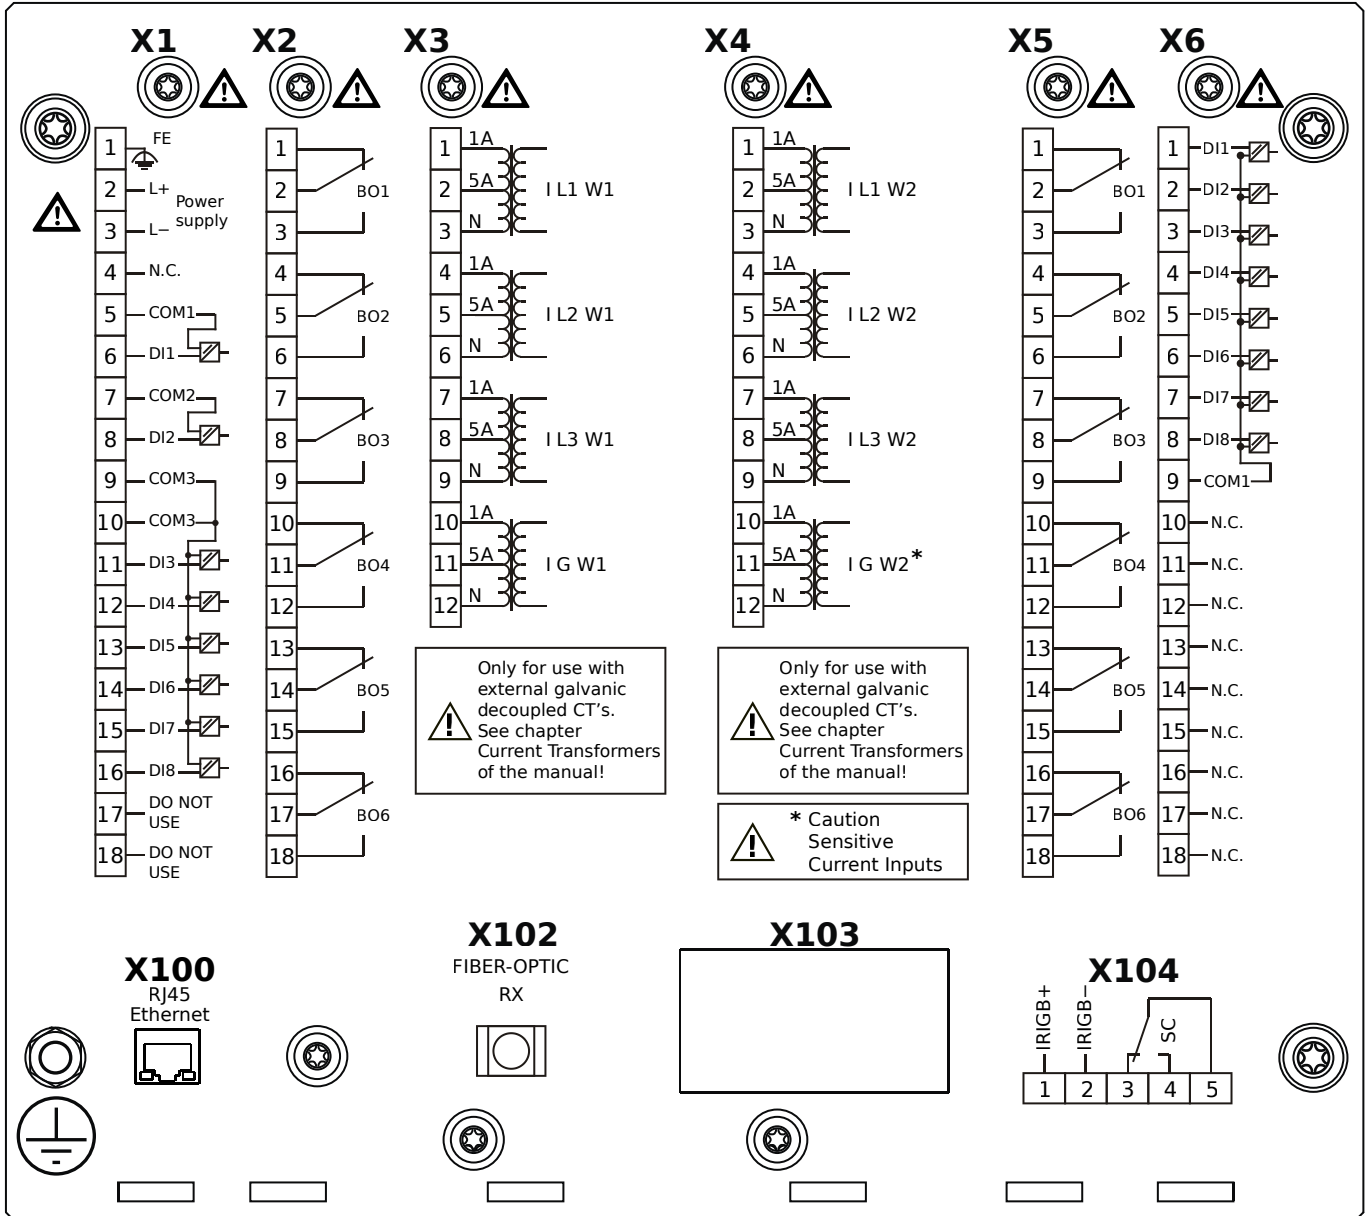 X1
X2
X3
X4
X5
X6
1 FE
2 L+
Power
supply
3 L−
4 N.C.
5 COM1
6 DI1
7 COM2
8 DI2
9 COM3
10 COM3
11 DI3
12 DI4
13 DI5
14 DI6
15 DI7
16 DI8
17 DO NOT
USE
18 DO NOT
USE
1
2 BO1
3
4
5 BO2
6
7
8 BO3
9
10
11 BO4
12
13
14 BO5
15
16
17 BO6
18
1 1A
2 5A I L1 W1
3 N
4 1A
5 5A I L2 W1
6 N
7 1A
8 5A I L3 W1
9 N
10 1A
11 5A I G W1
12 N
Only for use with
external galvanic
decoupled CT's.
See chapter
Current Transformers
of the manual!
1 1A
2 5A I L1 W2
3 N
4 1A
5 5A I L2 W2
6 N
7 1A
8 5A I L3 W2
9 N
10 1A
11 5A I G W2*
12 N
Only for use with
external galvanic
decoupled CT's.
See chapter
Current Transformers
of the manual!
* Caution
Sensitive
Current Inputs
1
2 BO1
3
4
5 BO2
6
7
8 BO3
9
10
11 BO4
12
13
14 BO5
15
16
17 BO6
18
1 DI1
2 DI2
3 DI3
4 DI4
5 DI5
6 DI6
7 DI7
8 DI8
9 COM1
10 N.C.
11 N.C.
12 N.C.
13 N.C.
14 N.C.
15 N.C.
16 N.C.
17 N.C.
18 N.C.
X100
RJ45
Ethernet
X102
FIBER-OPTIC
RX
X103
X104
IRIGB+
IRIGB−
SC
1 2 3 4 5